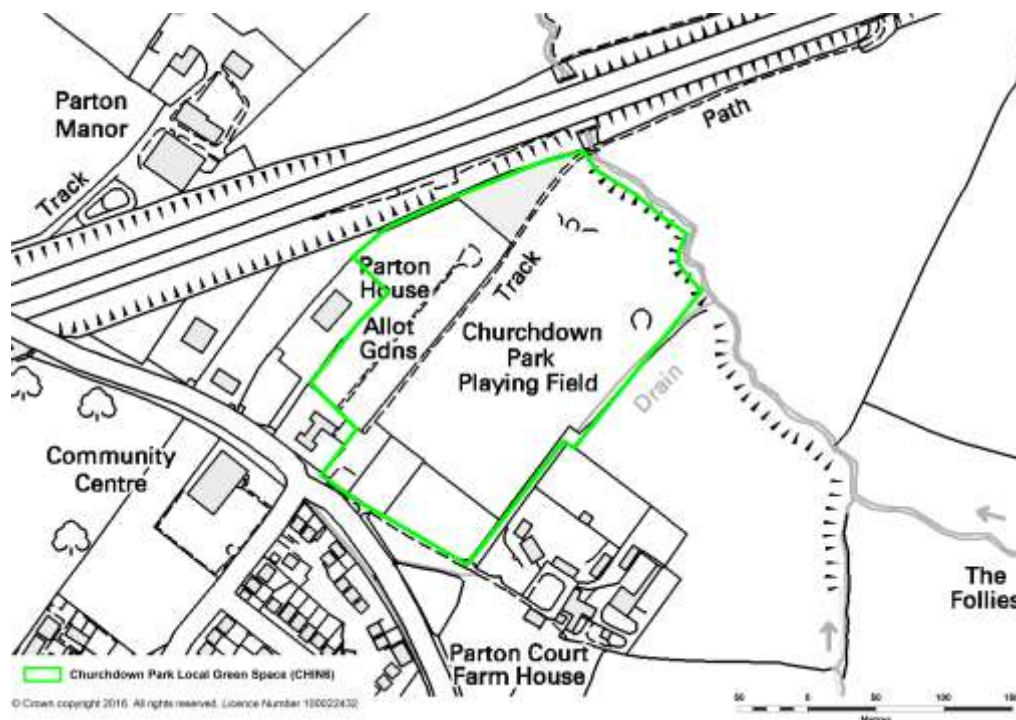 Parton
Manor
Track
Path
Parton
House
Track
Allot
Gdns
Churchdown
Park
Playing Field
Drain
Community
Centre
The
Follies
Parton Court
Farm House
Churchdown Park Local Green Space (CHIN6)
© Crown copyright 2016. All rights reserved. Licence Number 100022432
50 0 50 100 150
Metres